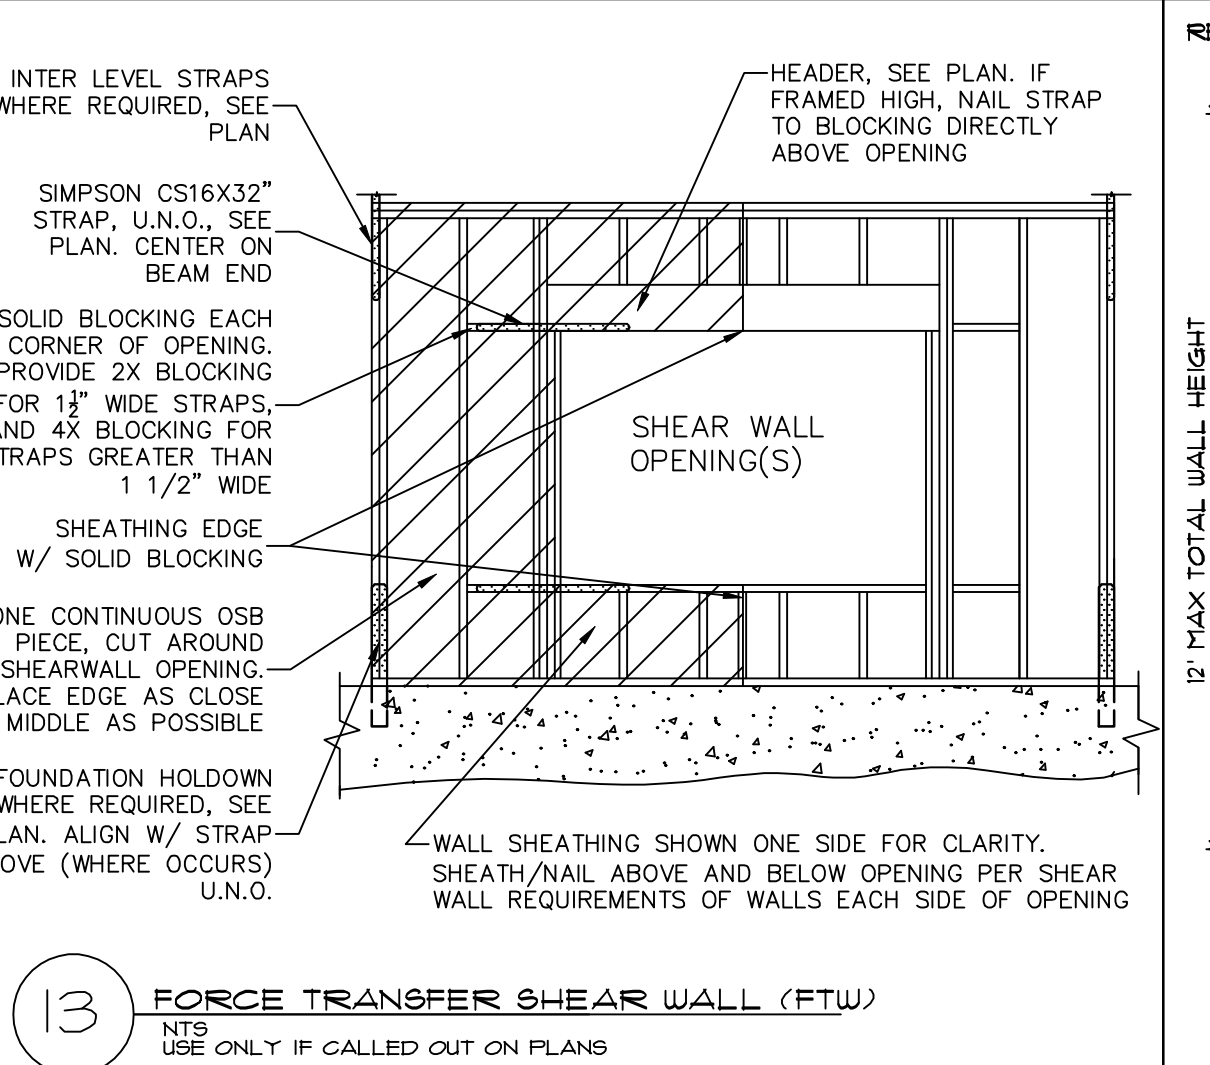 INTER LEVEL STRAPS
WHERE REQUIRED, SEE
PLAN
SIMPSON CS16X32"
STRAP, U.N.O., SEE
PLAN. CENTER ON
BEAM END
SOLID BLOCKING EACH
CORNER OF OPENING.
PROVIDE 2X BLOCKING
FOR 1 1/2" WIDE STRAPS,
AND 4X BLOCKING FOR
STRAPS GREATER THAN
1 1/2" WIDE
SHEATHING EDGE
W/ SOLID BLOCKING
ONE CONTINUOUS OSB
PIECE, CUT AROUND
SHEARWALL OPENING.
PLACE EDGE AS CLOSE
MIDDLE AS POSSIBLE
FOUNDATION HOLDOWN
WHERE REQUIRED, SEE
PLAN. ALIGN W/ STRAP
ABOVE (WHERE OCCURS)
U.N.O.
HEADER, SEE PLAN. IF
FRAMED HIGH, NAIL STRAP
TO BLOCKING DIRECTLY
ABOVE OPENING
SHEAR WALL
OPENING(S)
WALL SHEATHING SHOWN ONE SIDE FOR CLARITY.
SHEATH/NAIL ABOVE AND BELOW OPENING PER SHEAR
WALL REQUIREMENTS OF WALLS EACH SIDE OF OPENING
13
FORCE TRANSFER SHEAR WALL (FTW)
NTS
USE ONLY IF CALLED OUT ON PLANS
12' MAX TOTAL WALL HEIGHT